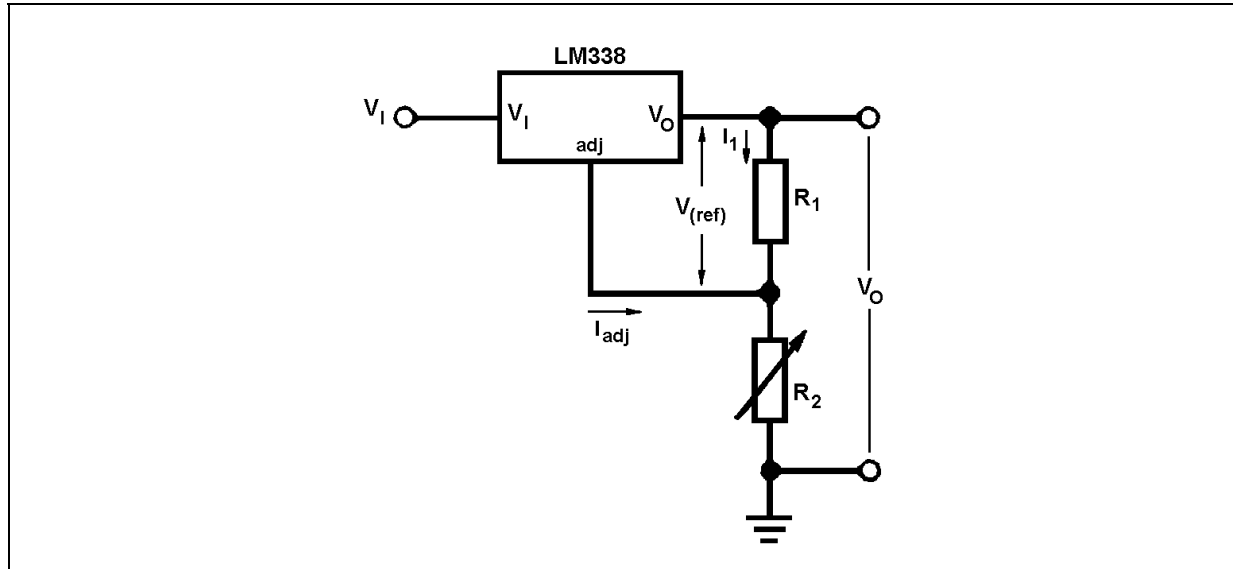 LM338
V_I
V_I
V_O
adj
I_1
V_(ref)
R_1
V_O
I_adj
R_2